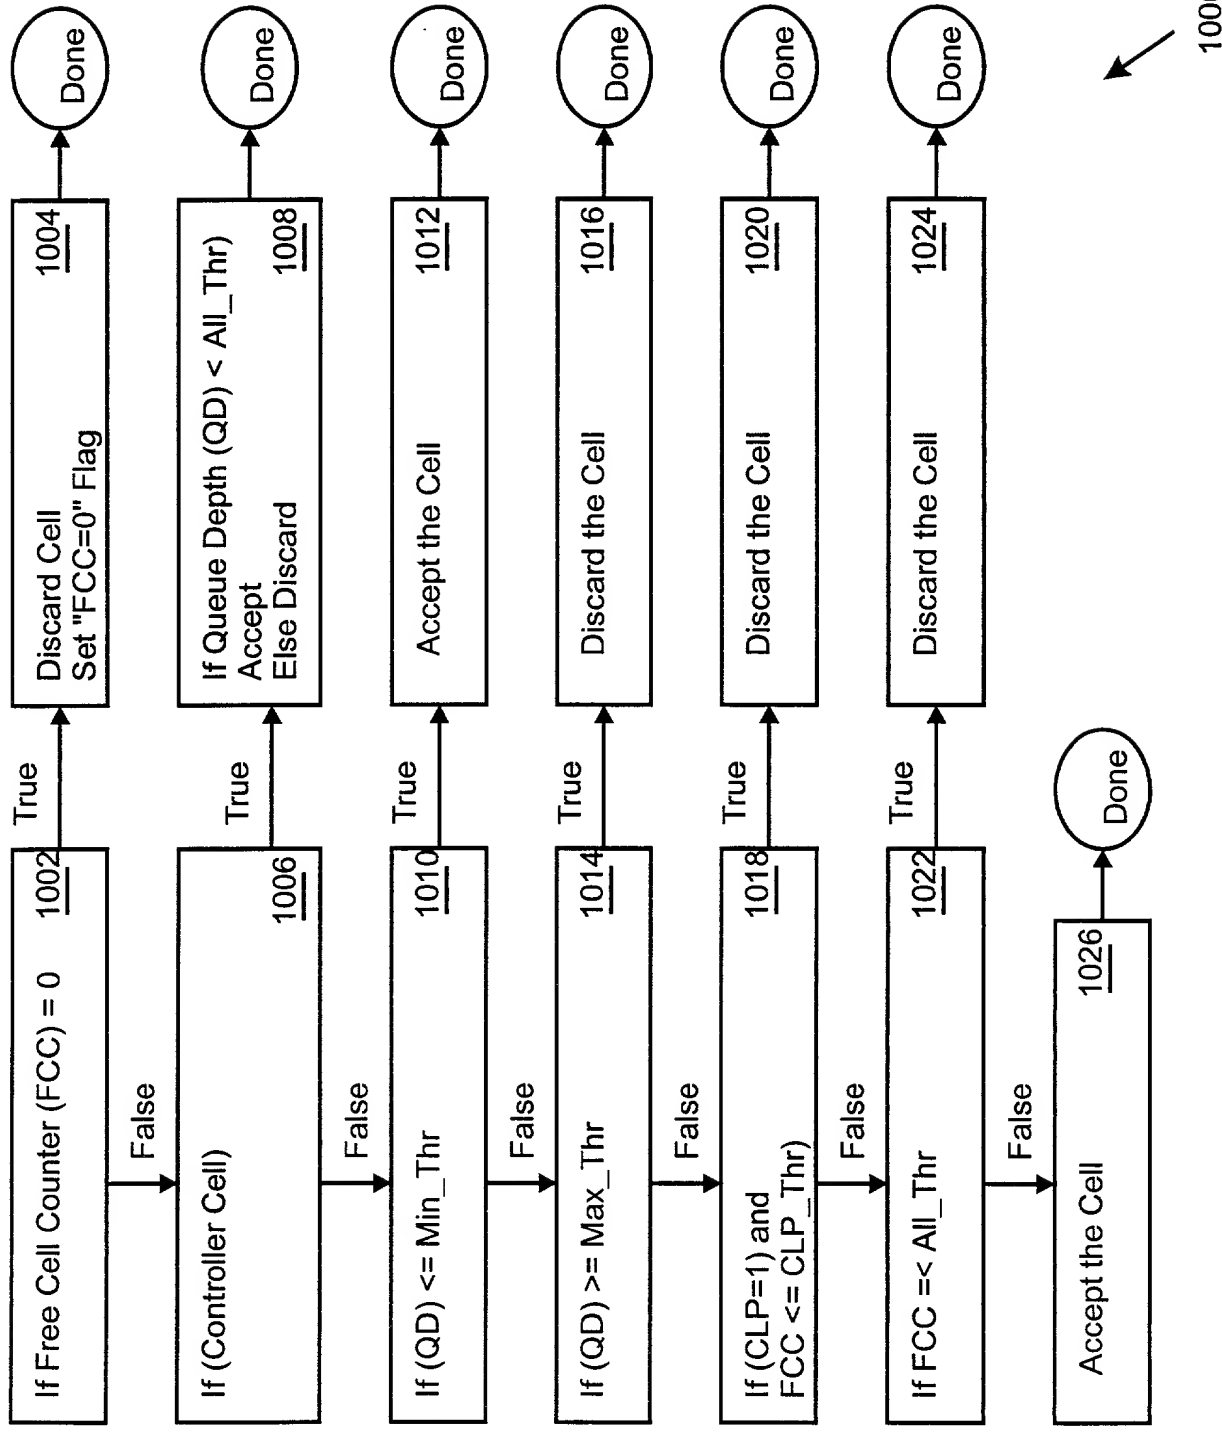 If Free Cell Counter (FCC) = 0
1002
True
Discard Cell
Set "FCC=0" Flag
1004
Done
False
If (Controller Cell)
1006
True
If Queue Depth (QD) < All_Thr)
Accept
Else Discard
1008
Done
False
If (QD) <= Min_Thr
1010
True
Accept the Cell
1012
Done
False
If (QD) >= Max_Thr
1014
True
Discard the Cell
1016
Done
False
If (CLP=1) and
FCC <= CLP_Thr)
1018
True
Discard the Cell
1020
Done
False
If FCC =< All_Thr
1022
True
Discard the Cell
1024
Done
False
Accept the Cell
1026
Done